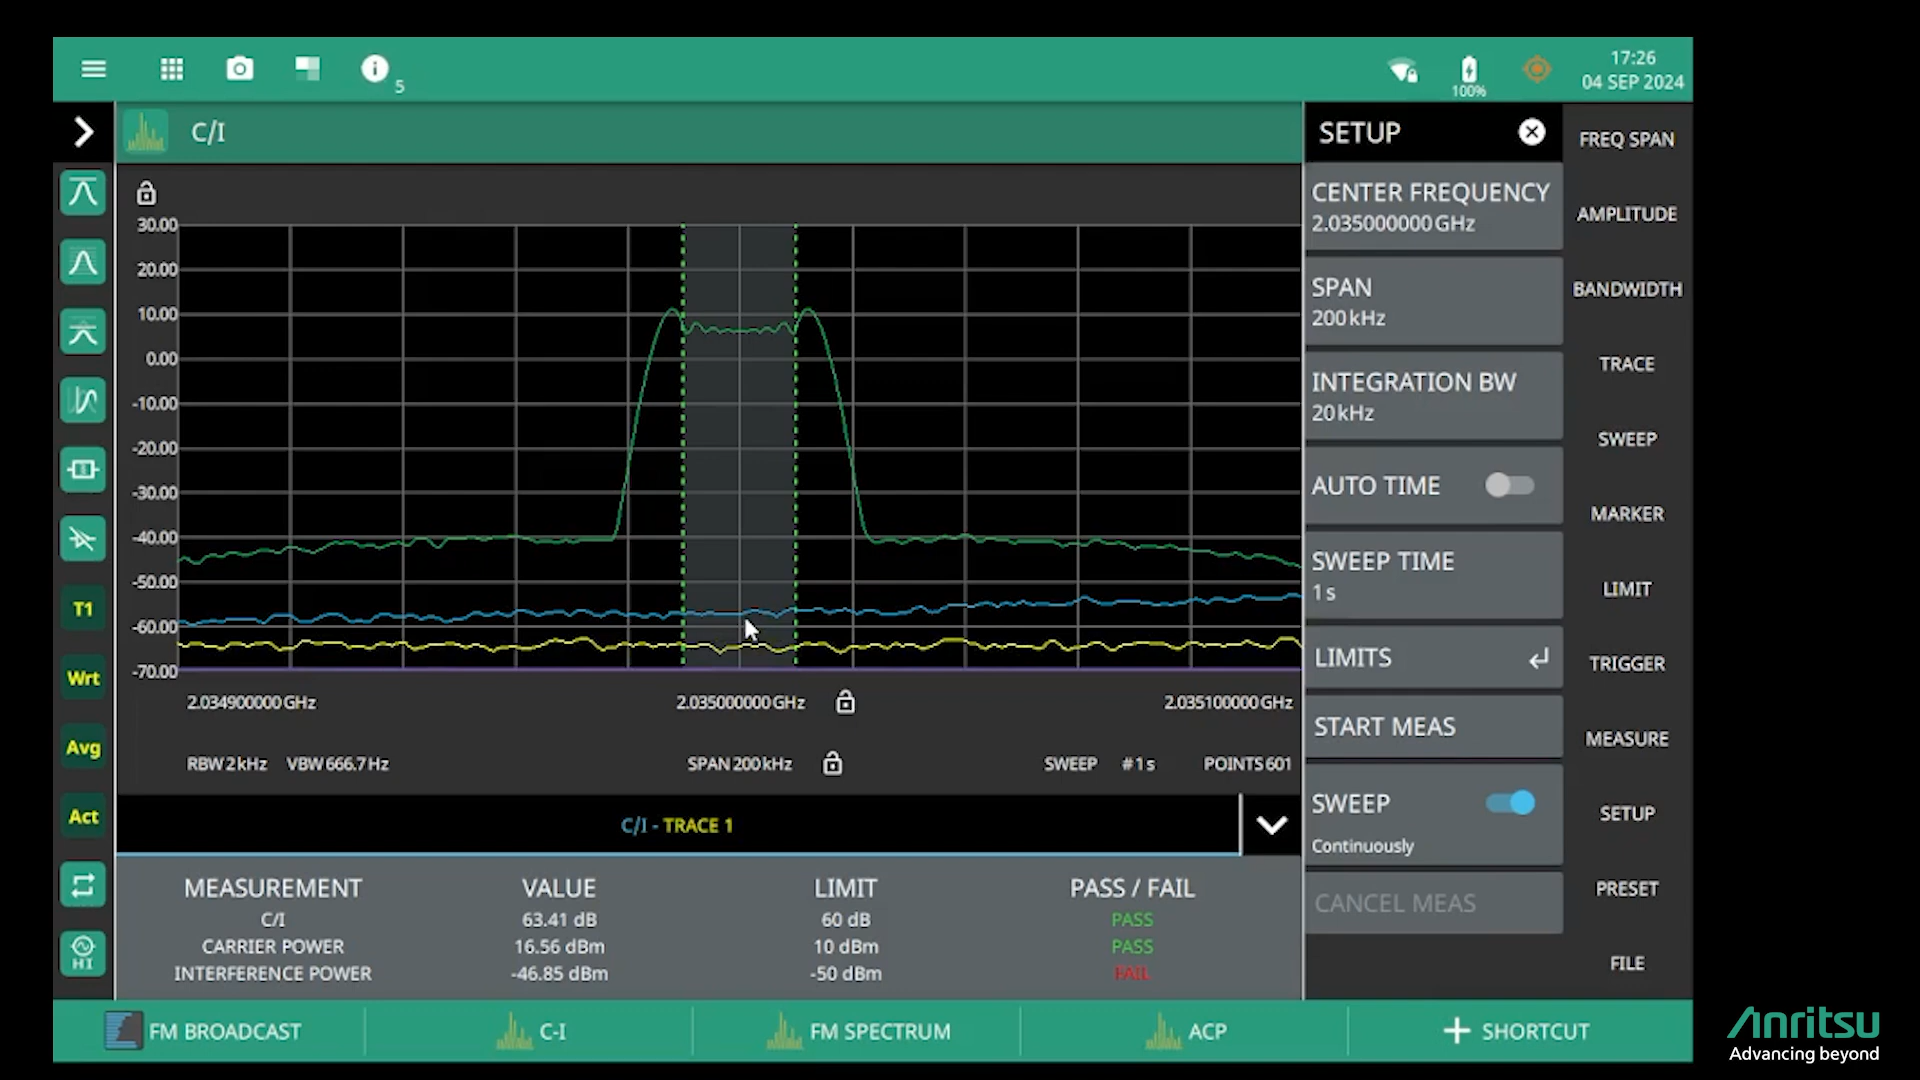 5
100%
17:26
04 SEP 2024
C/I
30.00
20.00
10.00
0.00
-10.00
-20.00
-30.00
-40.00
-50.00
-60.00
-70.00
2.034900000 GHz 2.035000000 GHz 2.035100000 GHz
RBW 2 kHz VBW 666.7 Hz SPAN 200 kHz SWEEP # 1 s POINTS 601
C/I - TRACE 1
MEASUREMENT VALUE LIMIT PASS / FAIL
C/I 63.41 dB 60 dB PASS
CARRIER POWER 16.56 dBm 10 dBm PASS
INTERFERENCE POWER -46.85 dBm -50 dBm FAIL
T1
Wrt
Avg
Act
HI
SETUP
CENTER FREQUENCY
2.035000000 GHz
SPAN
200 kHz
INTEGRATION BW
20 kHz
AUTO TIME
SWEEP TIME
1 s
LIMITS
START MEAS
SWEEP
Continuously
CANCEL MEAS
FREQ SPAN
AMPLITUDE
BANDWIDTH
TRACE
SWEEP
MARKER
LIMIT
TRIGGER
MEASURE
SETUP
PRESET
FILE
FM BROADCAST C-I FM SPECTRUM ACP + SHORTCUT
Anritsu
Advancing beyond